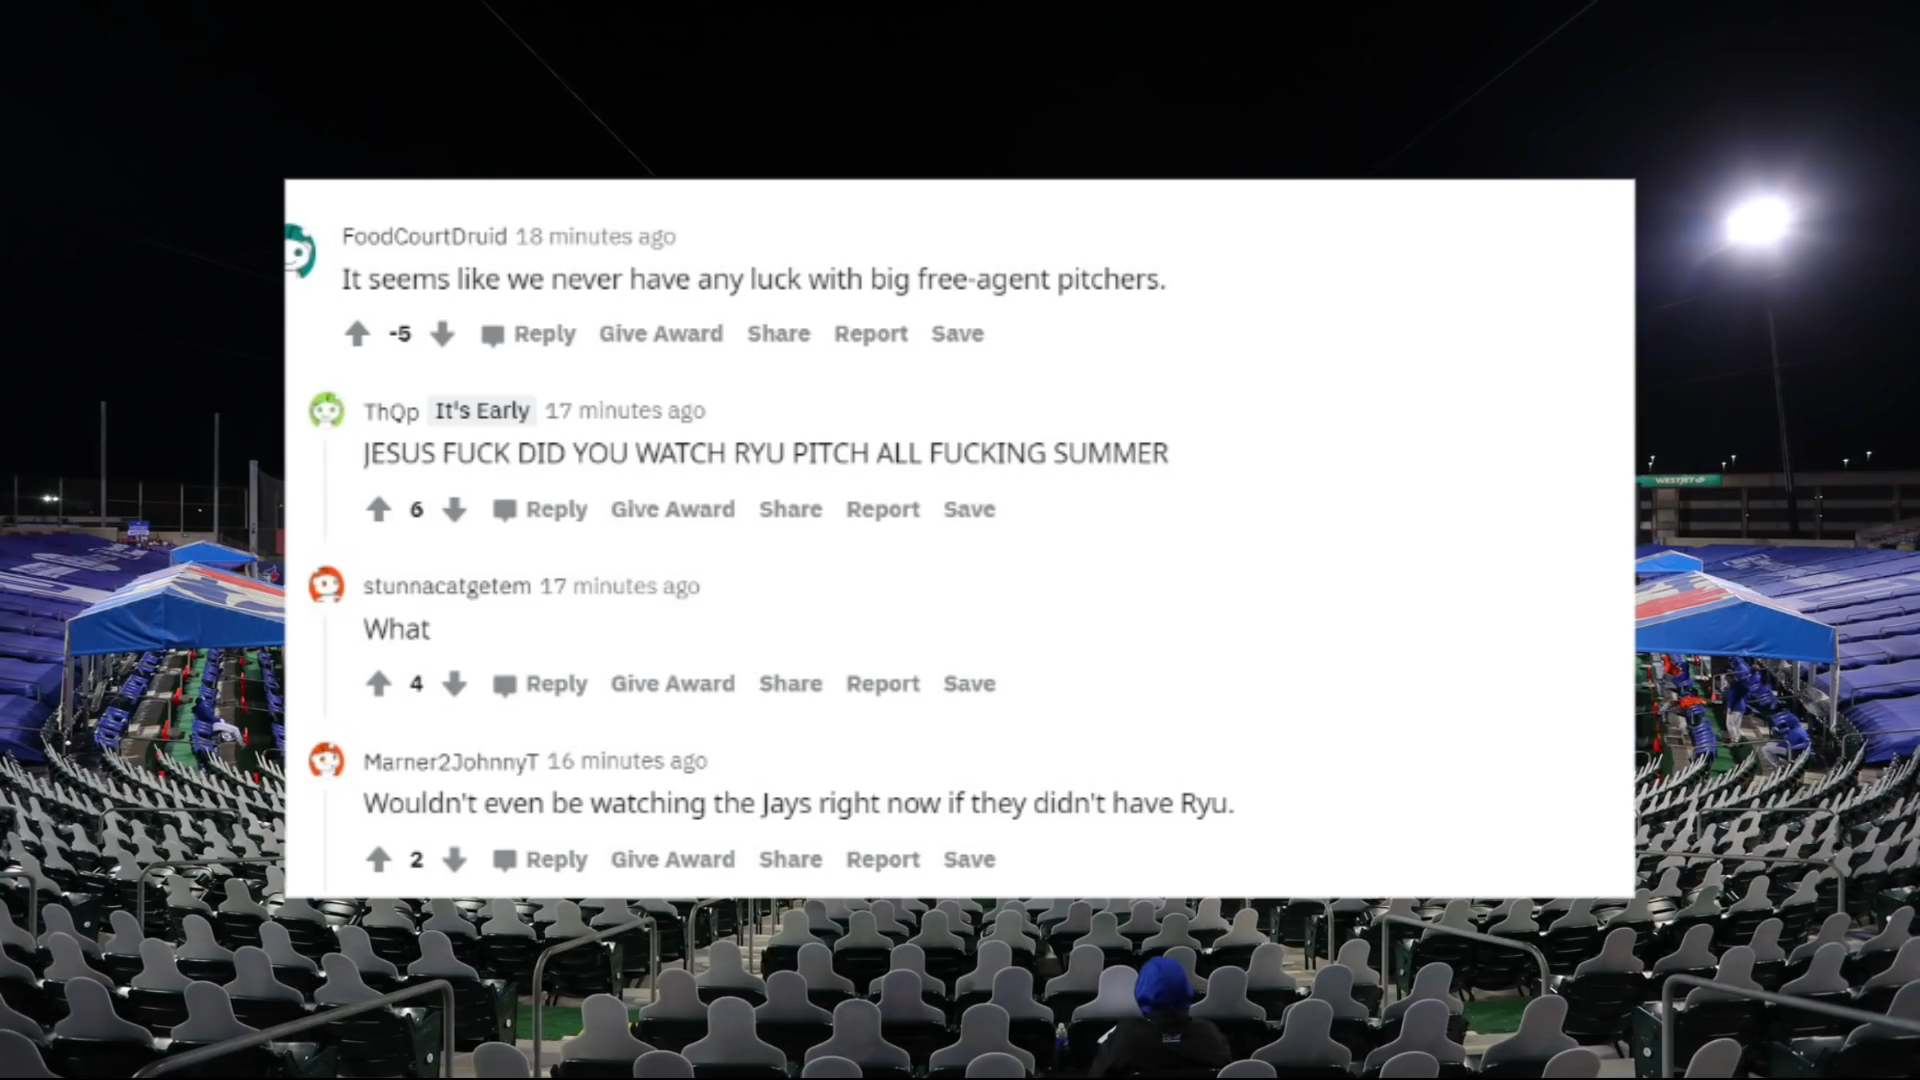 FoodCourtDruid 18 minutes ago
It seems like we never have any luck with big free-agent pitchers.
-5 Reply Give Award Share Report Save
ThQp It's Early 17 minutes ago
JESUS FUCK DID YOU WATCH RYU PITCH ALL FUCKING SUMMER
6 Reply Give Award Share Report Save
stunnacatgetem 17 minutes ago
What
4 Reply Give Award Share Report Save
WESTJET
Marner2JohnnyT 16 minutes ago
Wouldn't even be watching the Jays right now if they didn't have Ryu.
2 Reply Give Award Share Report Save